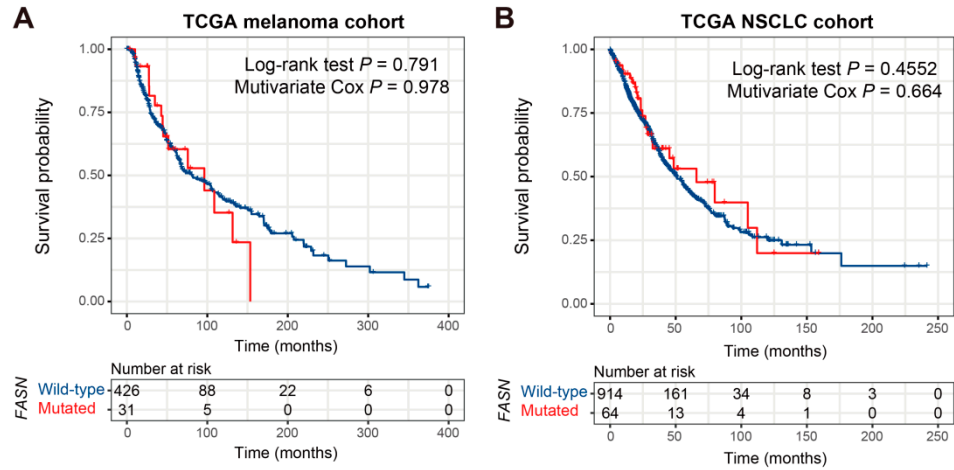 A
TCGA melanoma cohort
Log-rank test P = 0.791
Mutivariate Cox P = 0.978
Survival probability
1.00
0.75
0.50
0.25
0.00
0 100 200 300 400
Time (months)
Number at risk
FASN
Wild-type 426 88 22 6 0
Mutated 31 5 0 0 0
0 100 200 300 400
Time (months)
B
TCGA NSCLC cohort
Log-rank test P = 0.4552
Mutivariate Cox P = 0.664
Survival probability
1.00
0.75
0.50
0.25
0.00
0 50 100 150 200 250
Time (months)
Number at risk
FASN
Wild-type 914 161 34 8 3 0
Mutated 64 13 4 1 0 0
0 50 100 150 200 250
Time (months)